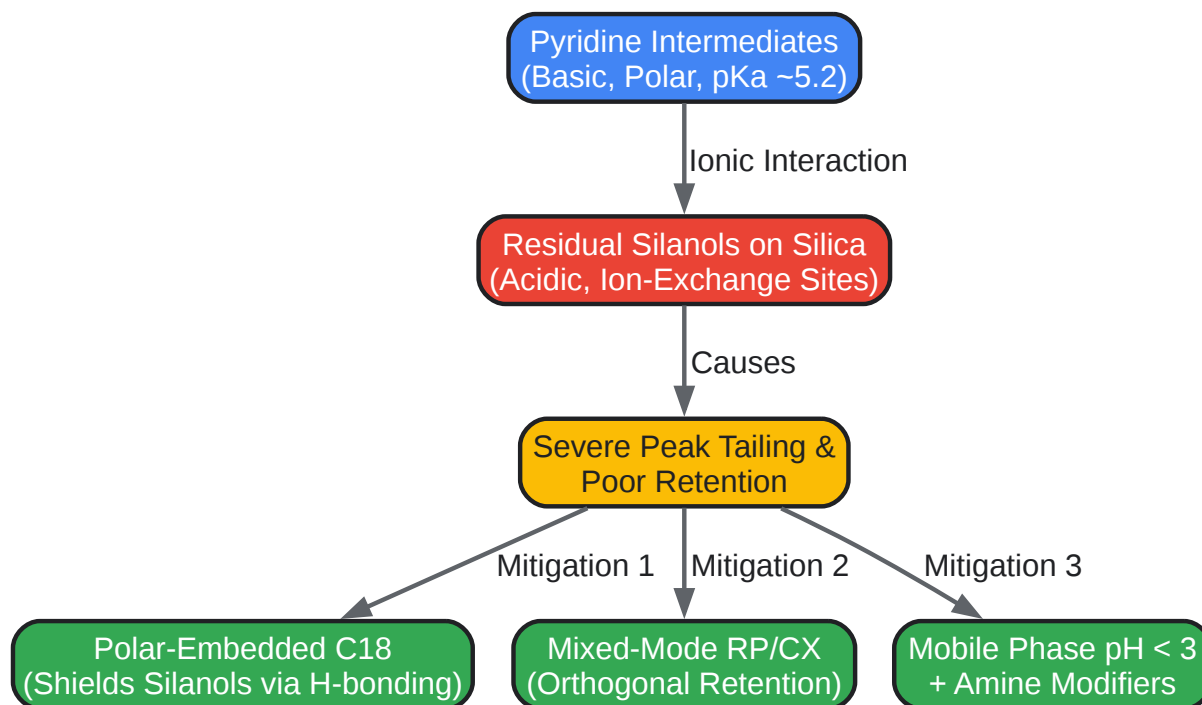 Pyridine Intermediates
(Basic, Polar, pKa ~5.2)
Ionic Interaction
Residual Silanols on Silica
(Acidic, Ion-Exchange Sites)
Causes
Severe Peak Tailing &
Poor Retention
Mitigation 1
Mitigation 2
Mitigation 3
Polar-Embedded C18
(Shields Silanols via H-bonding)
Mixed-Mode RP/CX
(Orthogonal Retention)
Mobile Phase pH < 3
+ Amine Modifiers